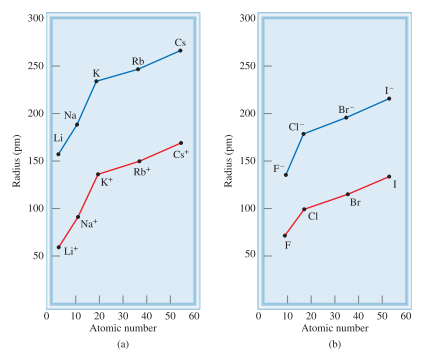 300
250
200
150
100
50
0
10
20
30
40
50
60
Radius (pm)
Atomic number
(a)
Li
Na
K
Rb
Cs
Li⁺
Na⁺
K⁺
Rb⁺
Cs⁺
300
250
200
150
100
50
0
10
20
30
40
50
60
Radius (pm)
Atomic number
(b)
F⁻
Cl⁻
Br⁻
I⁻
F
Cl
Br
I